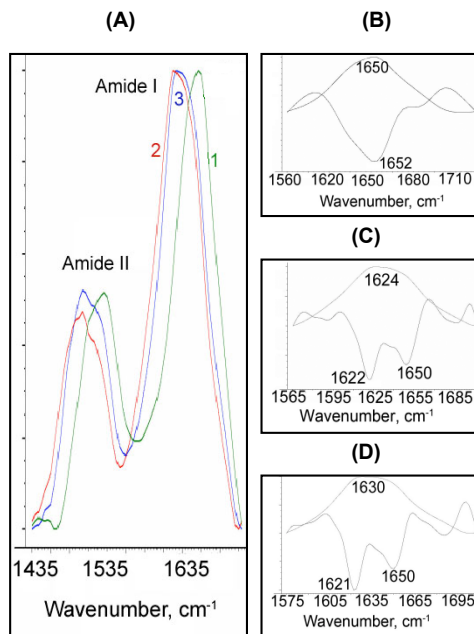 (A)
Amide I
3
2
1
Amide II
1435 1535 1635
Wavenumber, cm-1
(B)
1650
1652
1560 1620 1650 1680 1710
Wavenumber, cm-1
(C)
1624
1622
1650
1565 1595 1625 1655 1685
Wavenumber, cm-1
(D)
1630
1621
1650
1575 1605 1635 1665 1695
Wavenumber, cm-1